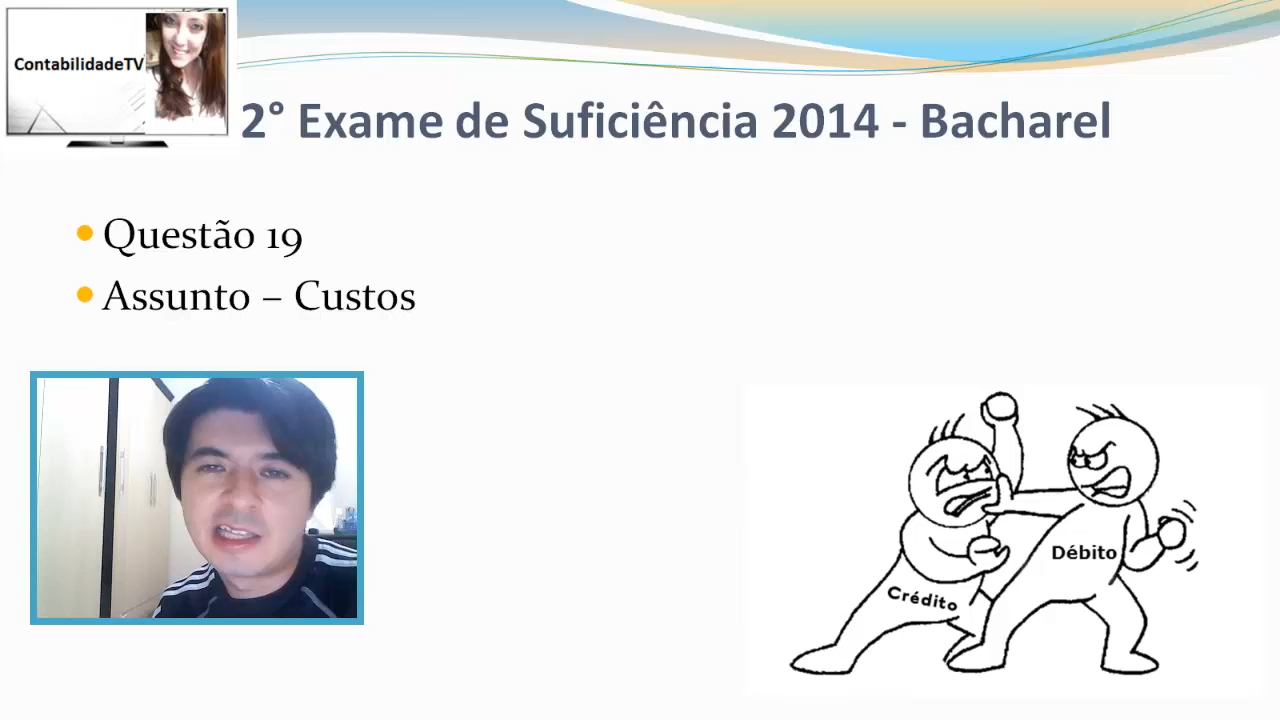 ContabilidadeTV
2° Exame de Suficiência 2014 - Bacharel
Questão 19
Assunto – Custos
Débito
Crédito